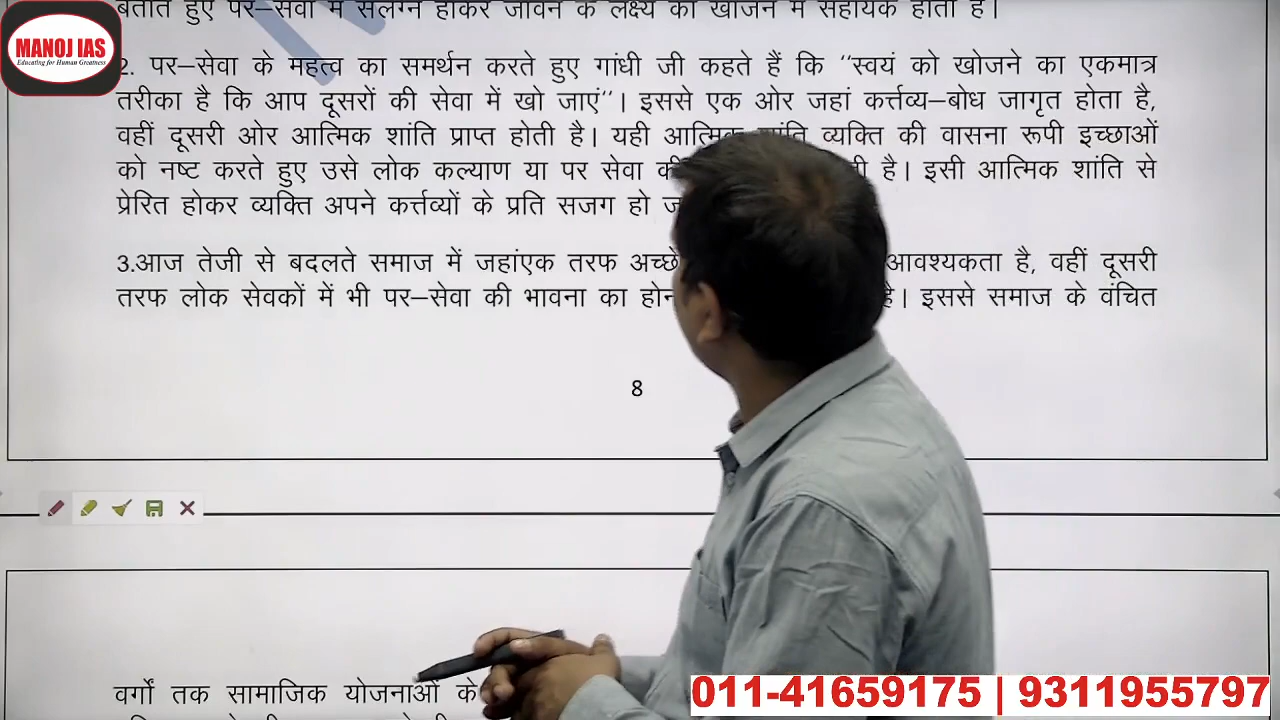 MANOJ IAS
Educating for Human Greatness
बताते हुए पर–सेवा में संलग्न होकर जीवन के लक्ष्य को खोजने में सहायक होता है।
2. पर–सेवा के महत्व का समर्थन करते हुए गांधी जी कहते हैं कि ‘‘स्वयं को खोजने का एकमात्र
तरीका है कि आप दूसरों की सेवा में खो जाएं’’। इससे एक ओर जहां कर्त्तव्य–बोध जागृत होता है,
वहीं दूसरी ओर आत्मिक शांति प्राप्त होती है। यही आत्मिक शांति व्यक्ति की वासना रूपी इच्छाओं
को नष्ट करते हुए उसे लोक कल्याण या पर सेवा है। इसी आत्मिक शांति से
प्रेरित होकर व्यक्ति अपने कर्त्तव्यों के प्रति सजग हो
3.आज तेजी से बदलते समाज में जहांएक तरफ आवश्यकता है, वहीं दूसरी
तरफ लोक सेवकों में भी पर–सेवा की भावना का है। इससे समाज के वंचित
8
वर्गों तक सामाजिक योजनाओं के
011-41659175 | 9311955797